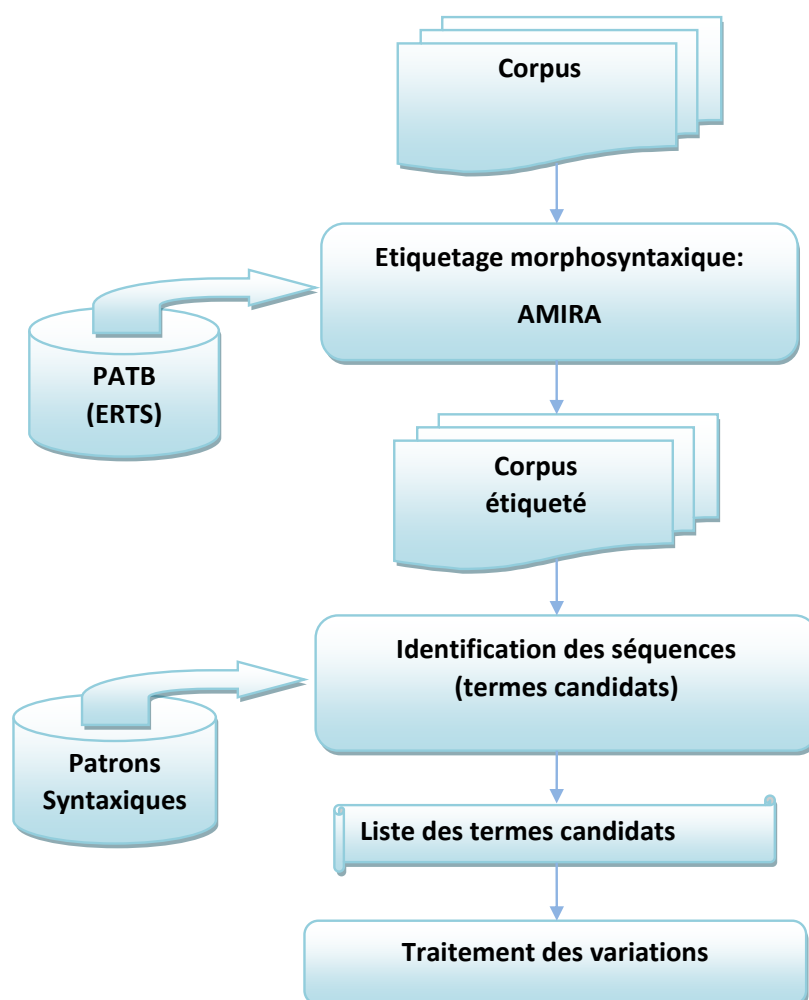 Corpus
Etiquetage morphosyntaxique:
AMIRA
PATB
(ERTS)
Corpus
étiqueté
Identification des séquences
(termes candidats)
Patrons
Syntaxiques
Liste des termes candidats
Traitement des variations